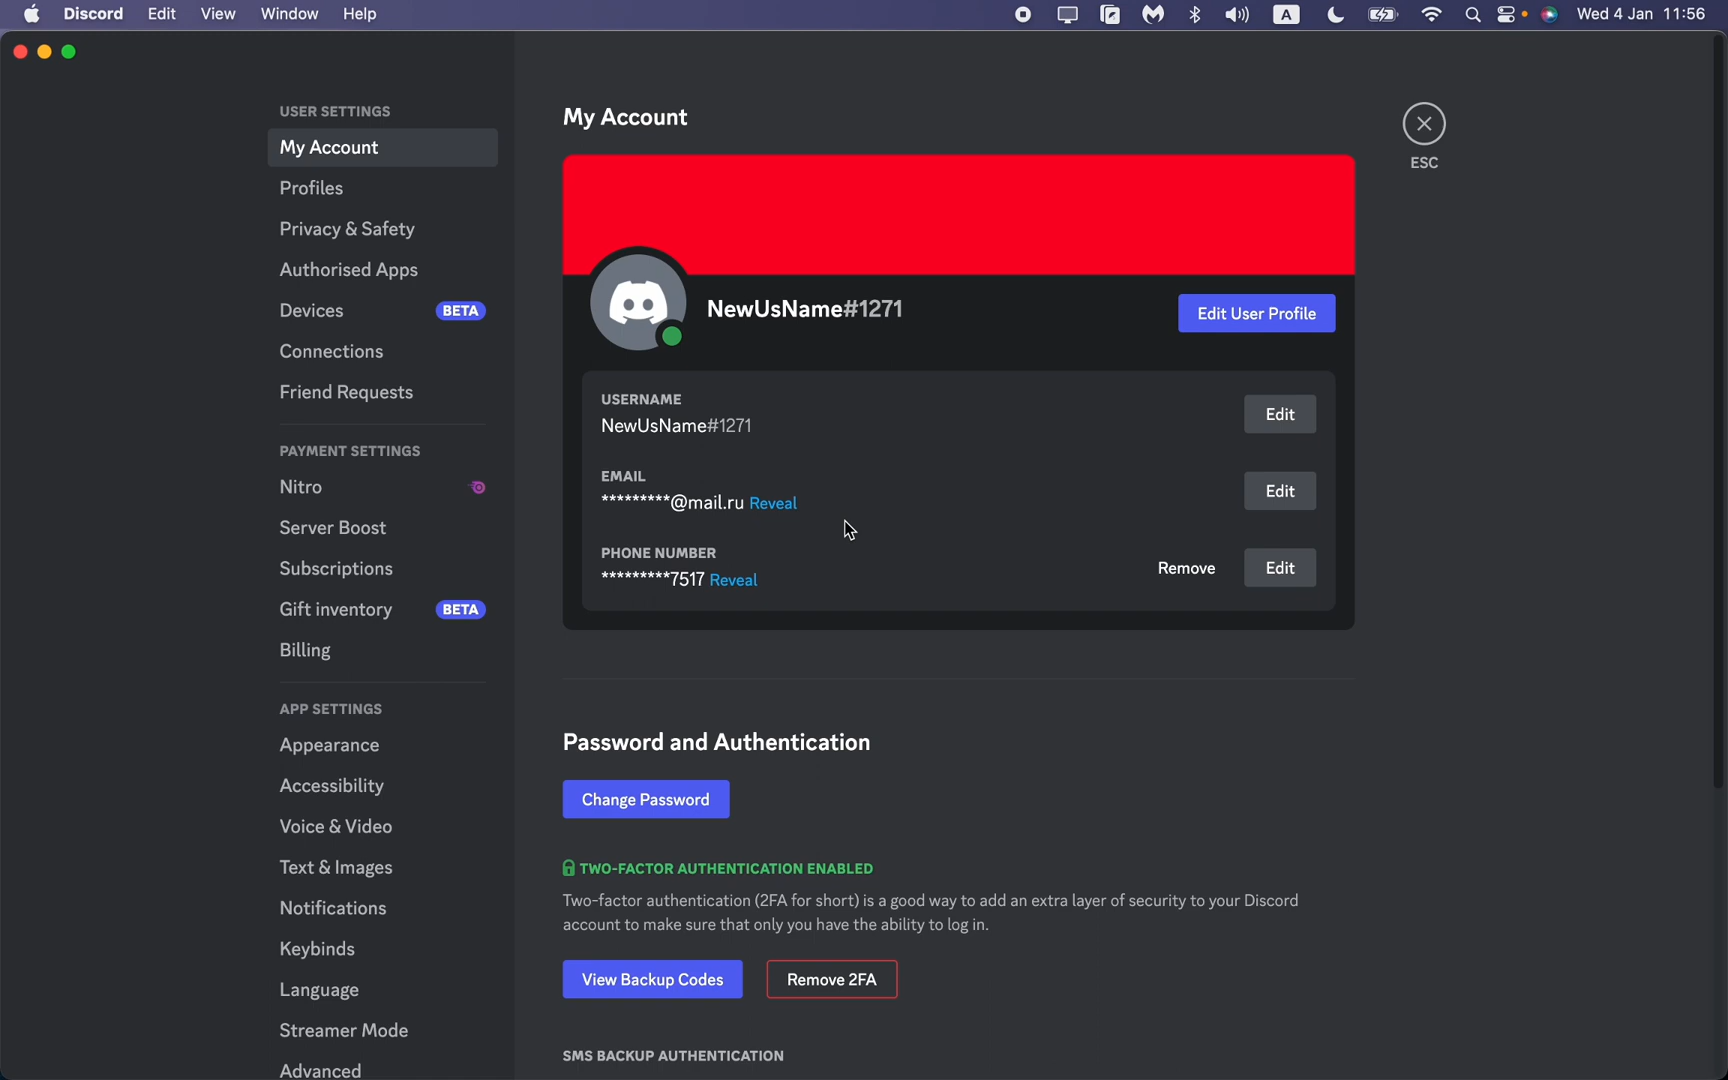 Discord Edit View Window Help
A
Wed 4 Jan 11:56
USER SETTINGS
My Account
Profiles
Privacy & Safety
Authorised Apps
Devices BETA
Connections
Friend Requests
PAYMENT SETTINGS
Nitro
Server Boost
Subscriptions
Gift inventory BETA
Billing
APP SETTINGS
Appearance
Accessibility
Voice & Video
Text & Images
Notifications
Keybinds
Language
Streamer Mode
Advanced
My Account
ESC
NewUsName#1271
Edit User Profile
USERNAME
NewUsName#1271
Edit
EMAIL
*********@mail.ru Reveal
Edit
PHONE NUMBER
*********7517 Reveal
Remove Edit
Password and Authentication
Change Password
TWO-FACTOR AUTHENTICATION ENABLED
Two-factor authentication (2FA for short) is a good way to add an extra layer of security to your Discord
account to make sure that only you have the ability to log in.
View Backup Codes Remove 2FA
SMS BACKUP AUTHENTICATION